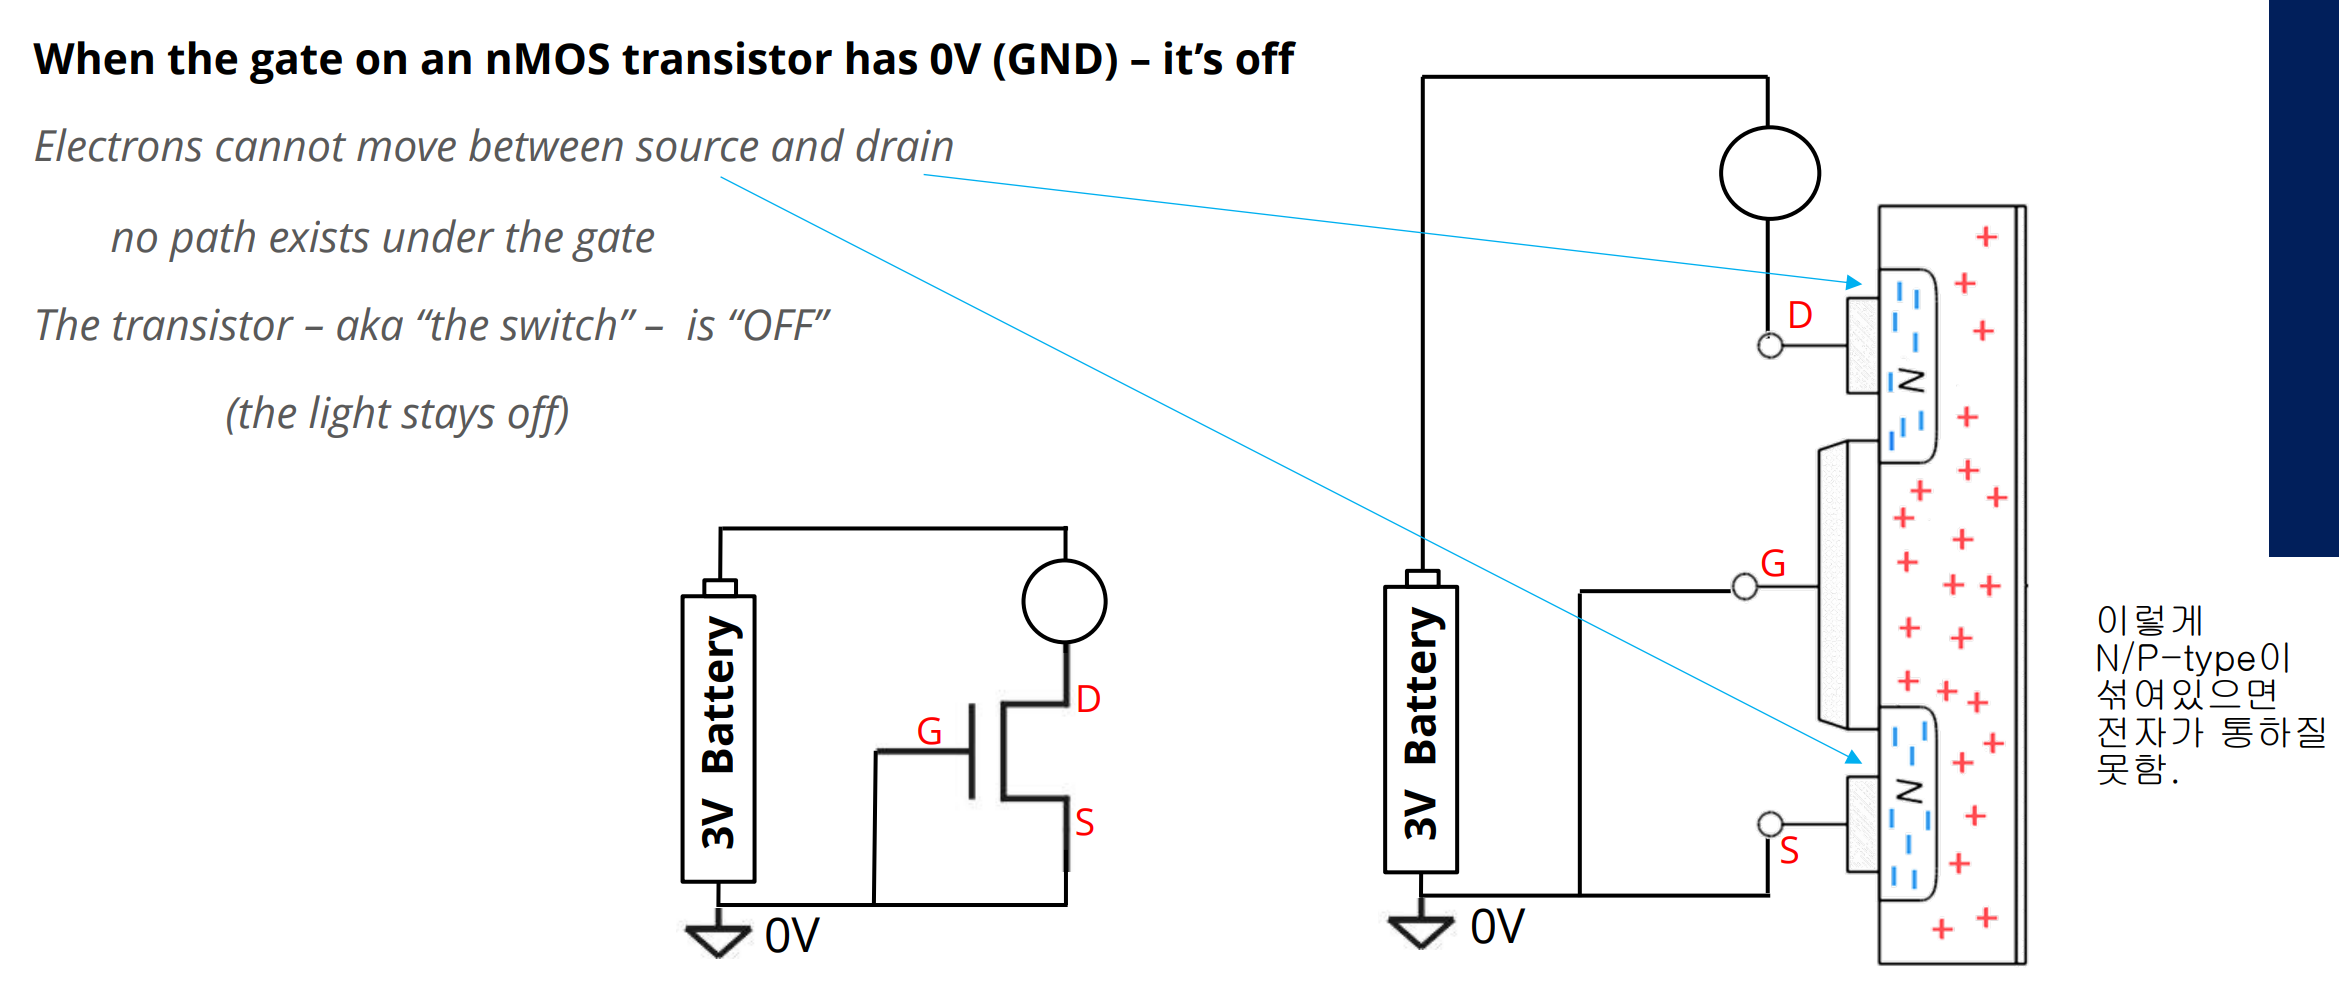 When the gate on an nMOS transistor has 0V (GND) – it’s off
Electrons cannot move between source and drain
no path exists under the gate
The transistor – aka “the switch” –  is “OFF”
(the light stays off)
3V Battery
G
D
S
0V
3V Battery
D
G
S
0V
N
N
이렇게
N/P-type이
섞여있으면
전자가 통하질
못함.